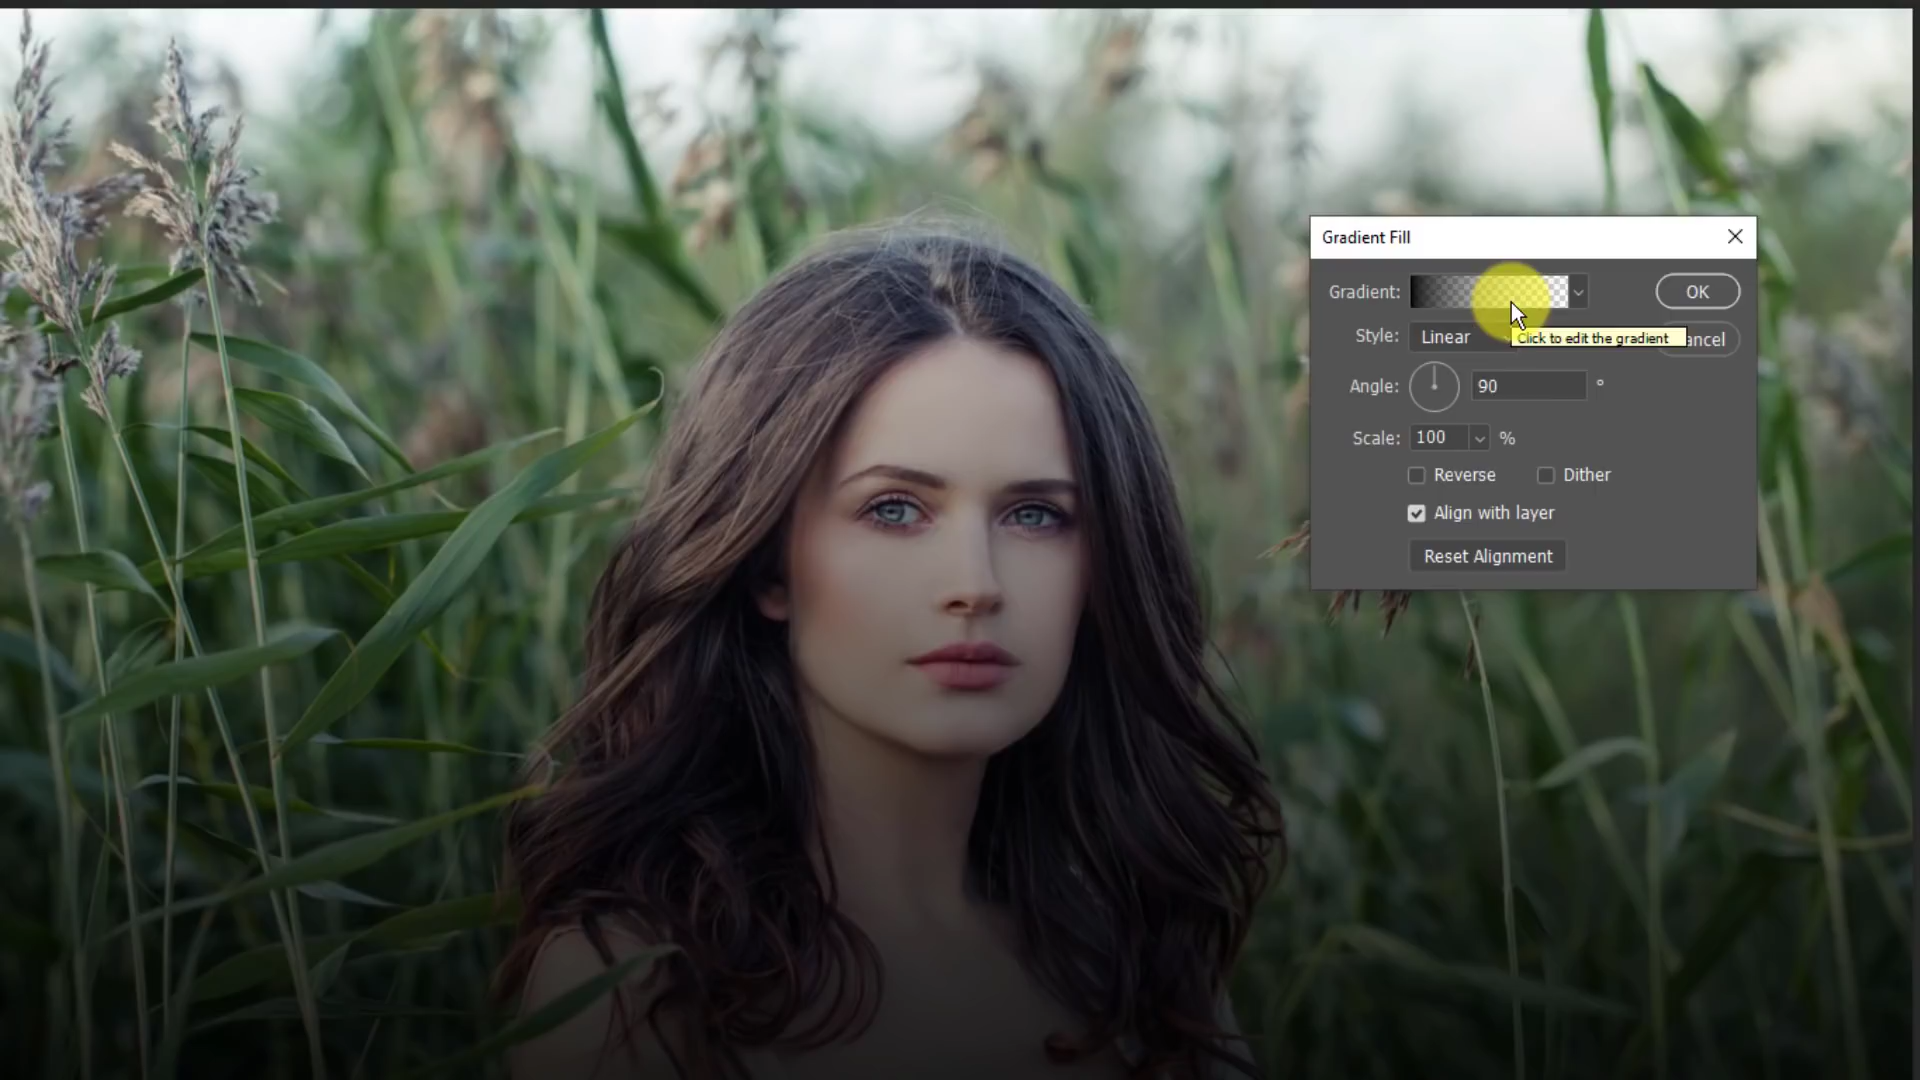 Gradient Fill
Gradient:
OK
Style: Linear
Click to edit the gradient
ancel
Angle: 90 °
Scale: 100 %
Reverse Dither
Align with layer
Reset Alignment